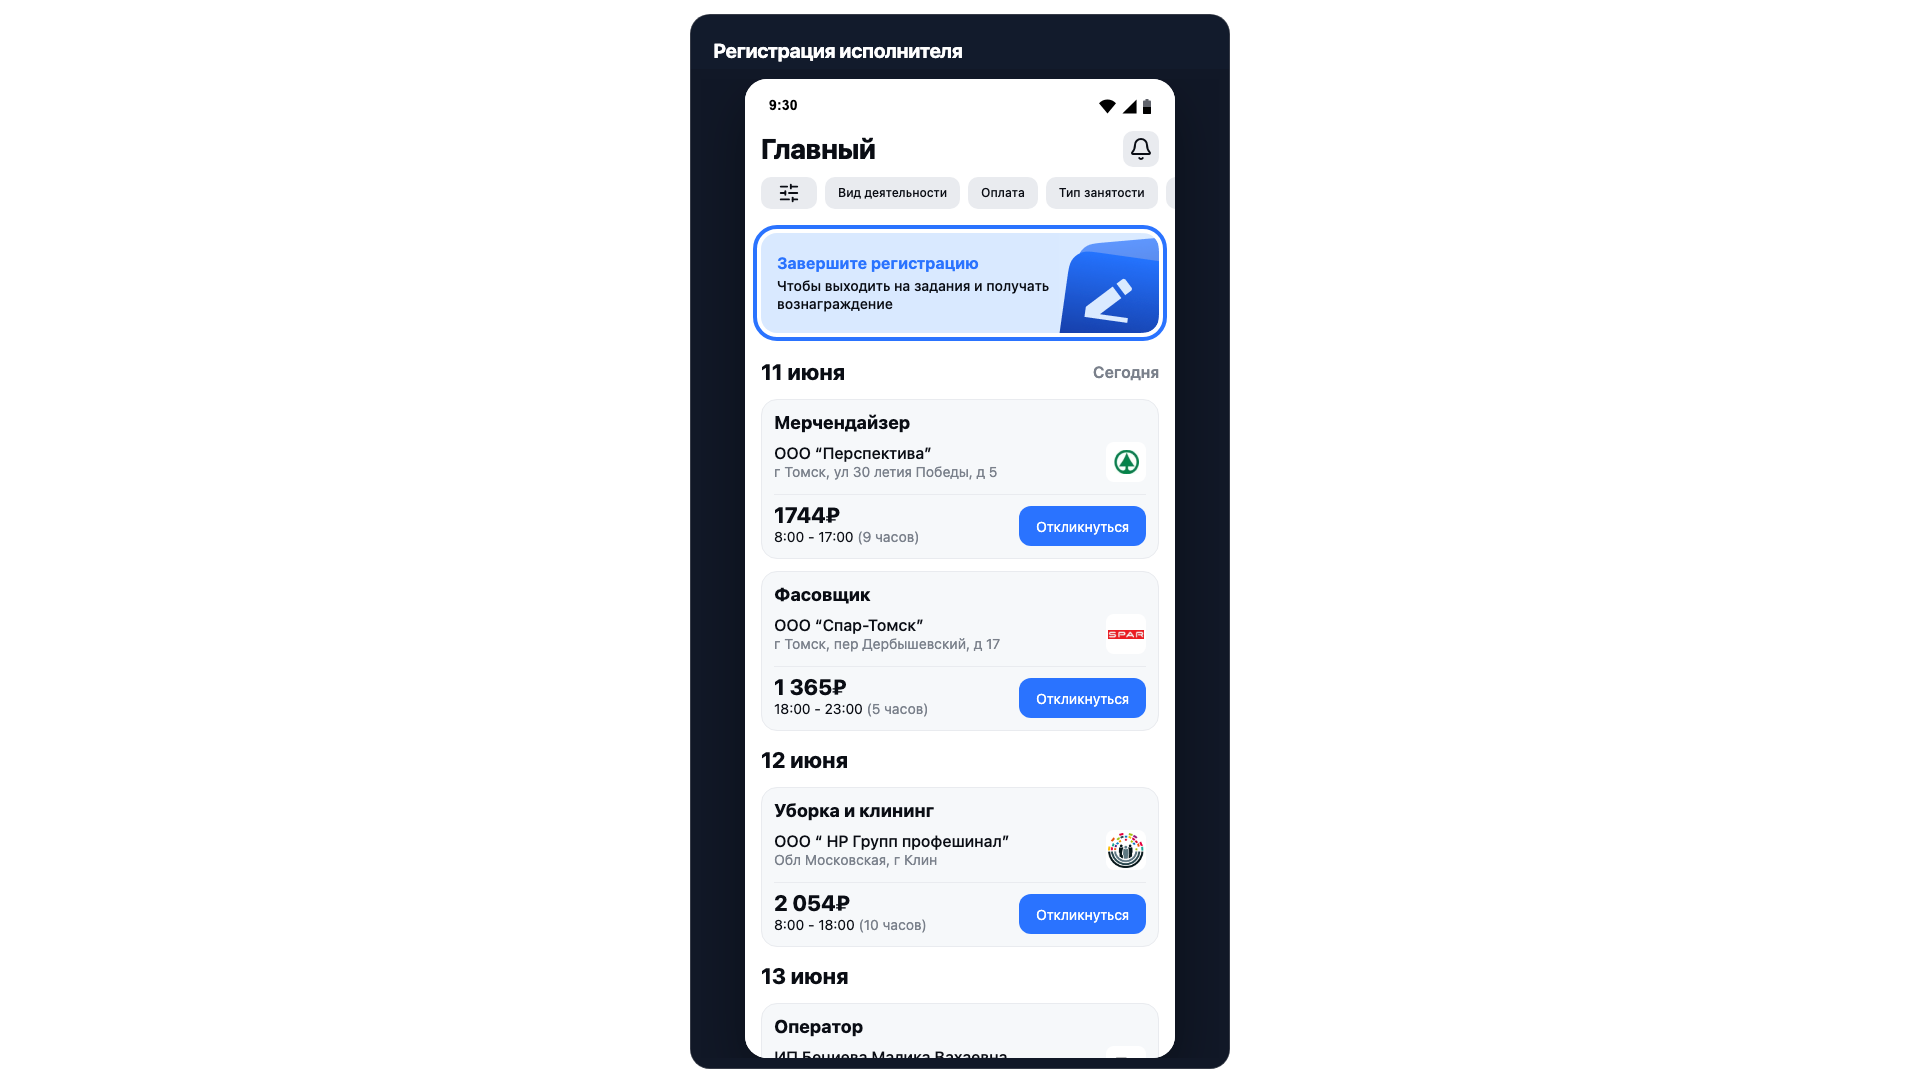 Регистрация исполнителя
9:30
Главный
Вид деятельности
Оплата
Тип занятости
Завершите регистрацию
Чтобы выходить на задания и получать
вознаграждение
11 июня
Сегодня
Мерчендайзер
ООО “Перспектива”
г Томск, ул 30 летия Победы, д 5
1744₽
8:00 - 17:00 (9 часов)
Откликнуться
Фасовщик
ООО “Спар-Томск”
г Томск, пер Дербышевский, д 17
SPAR
1 365₽
18:00 - 23:00 (5 часов)
Откликнуться
12 июня
Уборка и клининг
ООО “ НР Групп профешинал”
Обл Московская, г Клин
2 054₽
8:00 - 18:00 (10 часов)
Откликнуться
13 июня
Оператор
ИП Бециева Малика Вахаевна